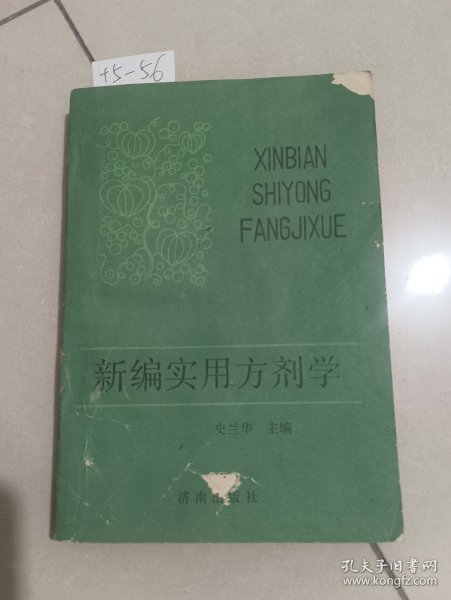 +5-56
XINBIAN
SHIYONG
FANGJIXUE
新编实用方剂学
史兰华 主编
济南出版社
孔夫子旧书网
www.kongfz.com